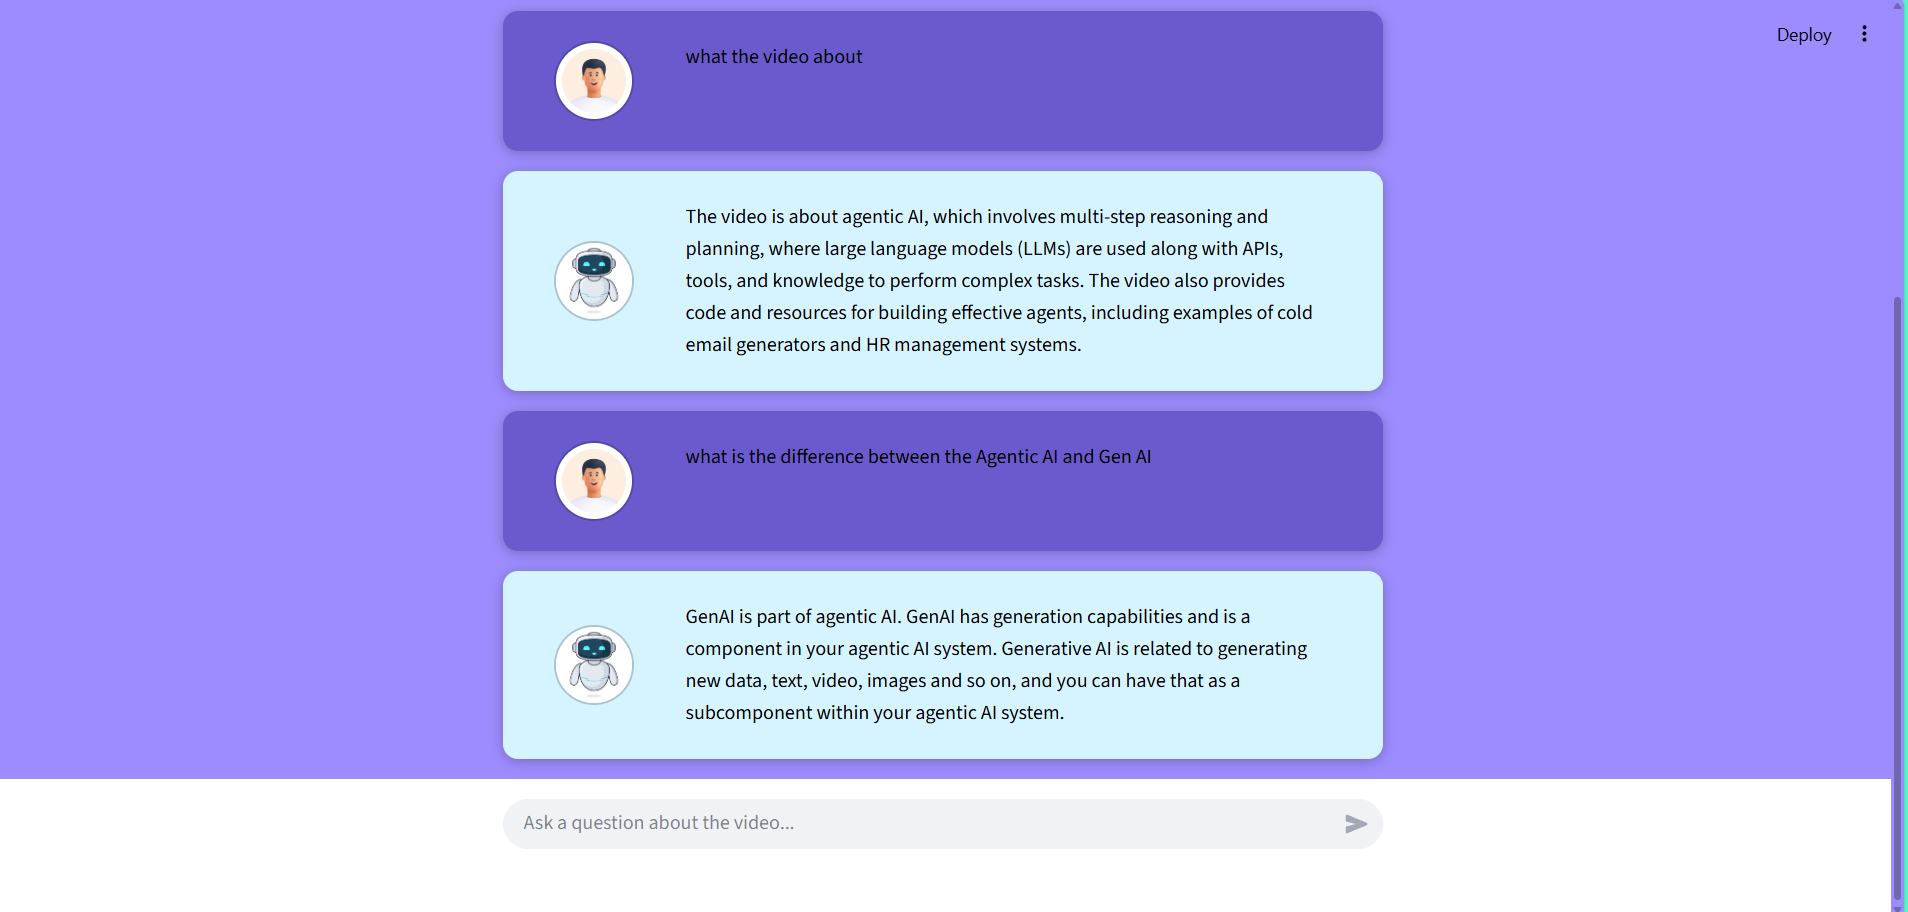 Deploy
what the video about
The video is about agentic AI, which involves multi-step reasoning and
planning, where large language models (LLMs) are used along with APIs,
tools, and knowledge to perform complex tasks. The video also provides
code and resources for building effective agents, including examples of cold
email generators and HR management systems.
what is the difference between the Agentic AI and Gen AI
GenAI is part of agentic AI. GenAI has generation capabilities and is a
component in your agentic AI system. Generative AI is related to generating
new data, text, video, images and so on, and you can have that as a
subcomponent within your agentic AI system.
Ask a question about the video...